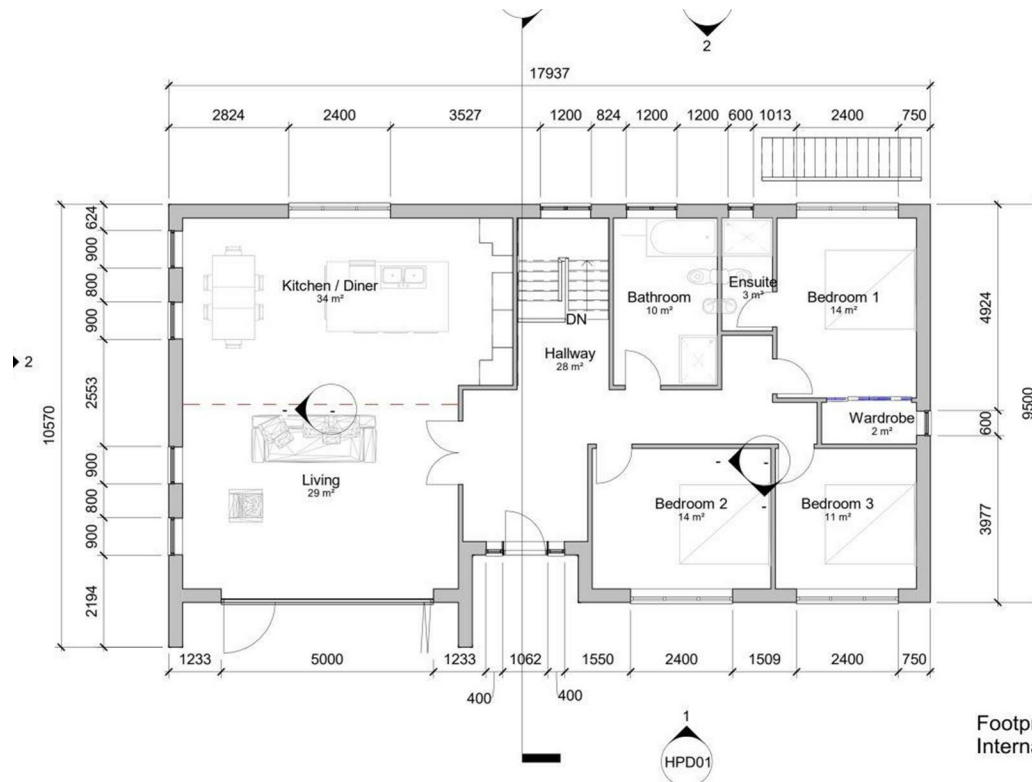 2
17937
2824 2400 3527 1200 824 1200 1200 600 1013 2400 750
624
900
800
900
2553
900
800
900
2194
10570
2
Kitchen / Diner
34 m²
DN
Hallway
28 m²
Bathroom
10 m²
Ensuite
3 m²
Bedroom 1
14 m²
Wardrobe
2 m²
Living
29 m²
Bedroom 2
14 m²
Bedroom 3
11 m²
4924
600
3977
9500
1233 5000 1233 1062 1550 2400 1509 2400 750
400 400
1
HPD01
Footp
Interna